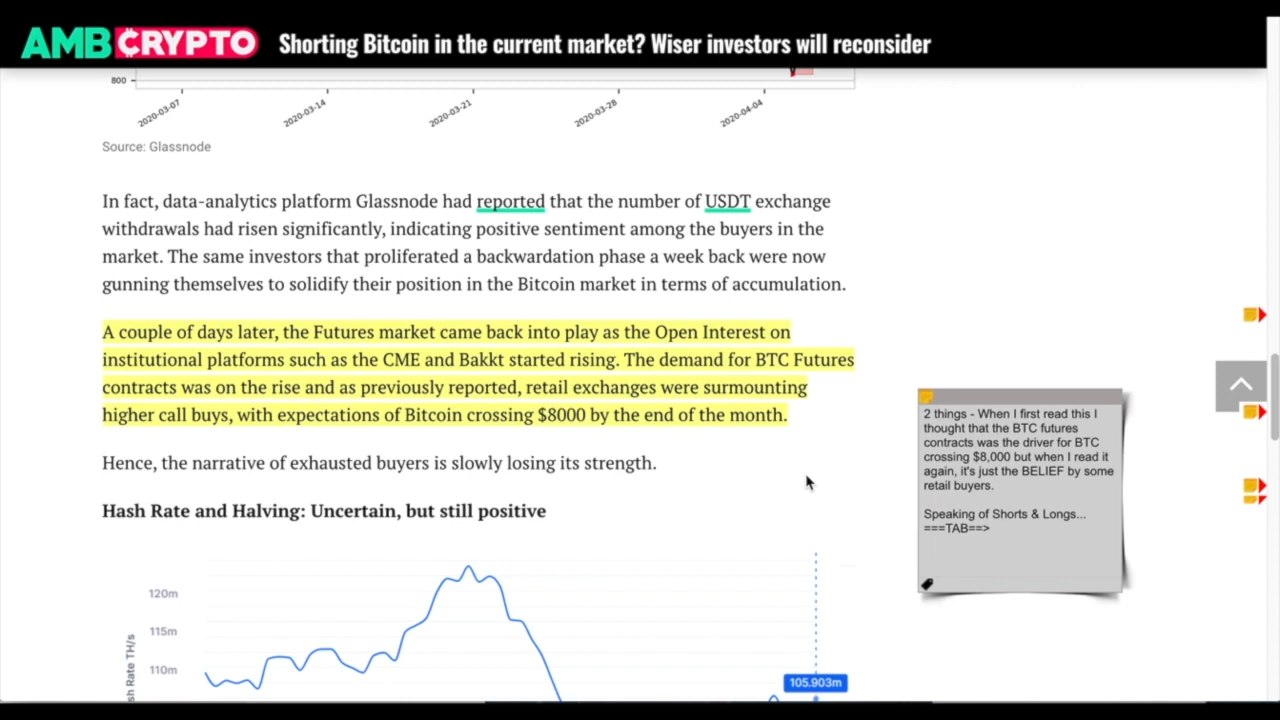 AMBCRYPTO Shorting Bitcoin in the current market? Wiser investors will reconsider
800
2020-03-07 2020-03-14 2020-03-21 2020-03-28 2020-04-04
Source: Glassnode
In fact, data-analytics platform Glassnode had reported that the number of USDT exchange
withdrawals had risen significantly, indicating positive sentiment among the buyers in the
market. The same investors that proliferated a backwardation phase a week back were now
gunning themselves to solidify their position in the Bitcoin market in terms of accumulation.
A couple of days later, the Futures market came back into play as the Open Interest on
institutional platforms such as the CME and Bakkt started rising. The demand for BTC Futures
contracts was on the rise and as previously reported, retail exchanges were surmounting
higher call buys, with expectations of Bitcoin crossing $8000 by the end of the month.
Hence, the narrative of exhausted buyers is slowly losing its strength.
Hash Rate and Halving: Uncertain, but still positive
120m
115m
110m
sh Rate TH/s
105.903m
2 things - When I first read this I
thought that the BTC futures
contracts was the driver for BTC
crossing $8,000 but when I read it
again, it's just the BELIEF by some
retail buyers.
Speaking of Shorts & Longs...
===TAB==>